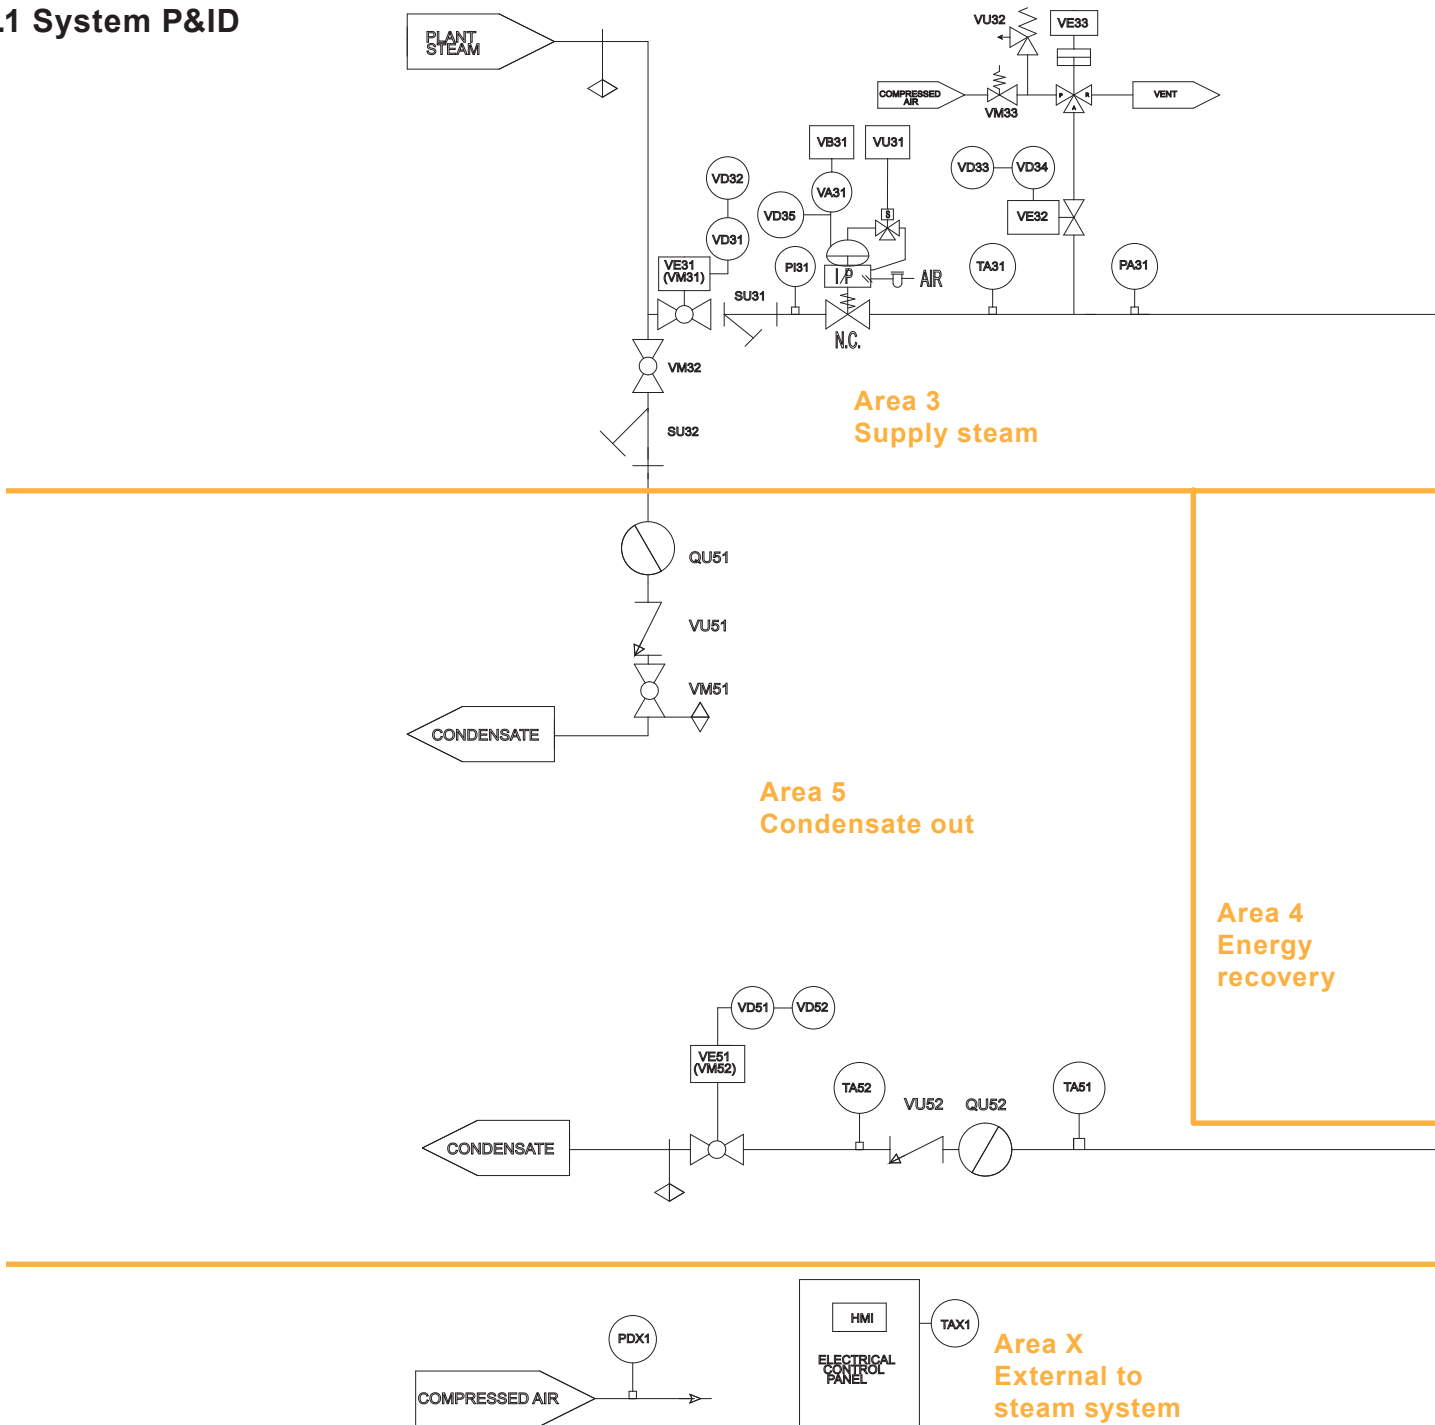 .1 System P&ID
PLANT
STEAM
VU32
VE33
COMPRESSED
AIR
VM33
P
R
A
VENT
VB31
VU31
VD32
VA31
VD33
VD34
VD35
S
VE32
VD31
VE31
(VM31)
PI31
I/P
AIR
TA31
PA31
SU31
N.C.
VM32
Area 3
Supply steam
SU32
QU51
VU51
VM51
CONDENSATE
Area 5
Condensate out
Area 4
Energy
recovery
VD51
VD52
VE51
(VM52)
TA52
VU52
QU52
TA51
CONDENSATE
PDX1
HMI
TAX1
ELECTRICAL
CONTROL
PANEL
Area X
External to
steam system
COMPRESSED AIR